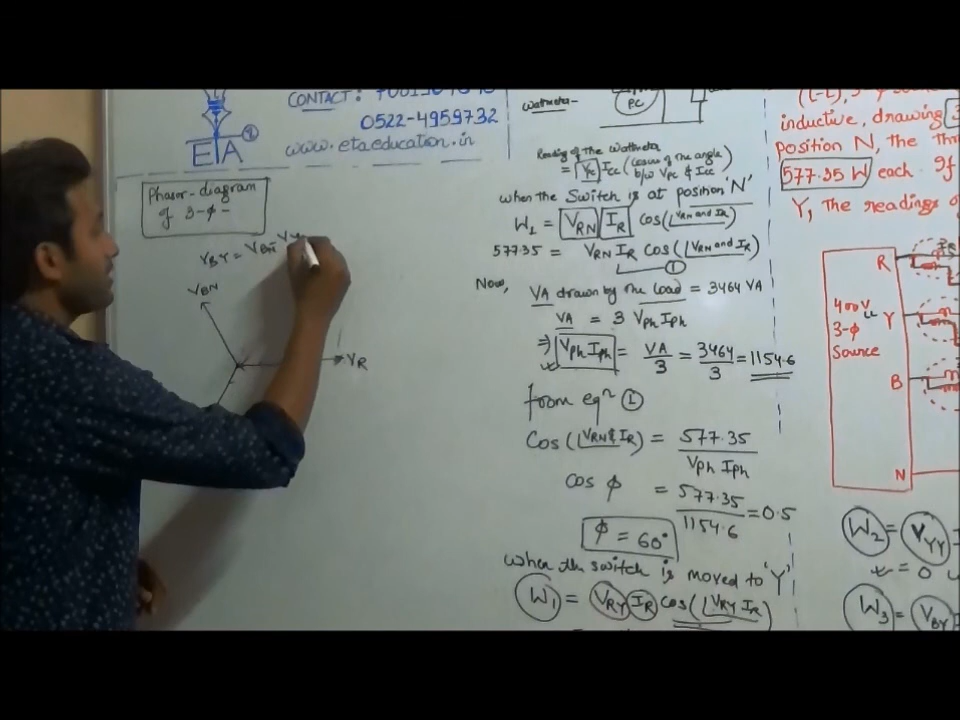 CONTACT:
0522-4959732
ETA
www.etaeducation.in
Phasor-diagram
of 3-φ -
VBY = VBN
VBN
VR
Wattmeter-
PC
Reading of The Wattmeter
= VPC ICC (cosine of the angle
b/w VPC & ICC)
when the Switch is at position 'N'
W1 = VRN IR cos(∠VRN and IR)
577.35 = VRN IR Cos(∠VRN and IR)
①
Now, VA drawn by the Load = 3464 VA
VA = 3 Vph Iph
⇒ Vph Iph = VA/3 = 3464/3 = 1154.6
from eqn ①
Cos(∠VRN & IR) = 577.35 / Vph Iph
cos φ = 577.35 / 1154.6 = 0.5
φ = 60°
When the switch is moved to 'Y'
W1 = VRY IR cos(∠VRY IR)
(L-L), 3-φ
inductive, drawing 3
position N, the
577.35 W each. If
Y, the readings o
R
400V LL
3-φ
Source
Y
B
N
W2 = VYY
= 0
W3 = VBY